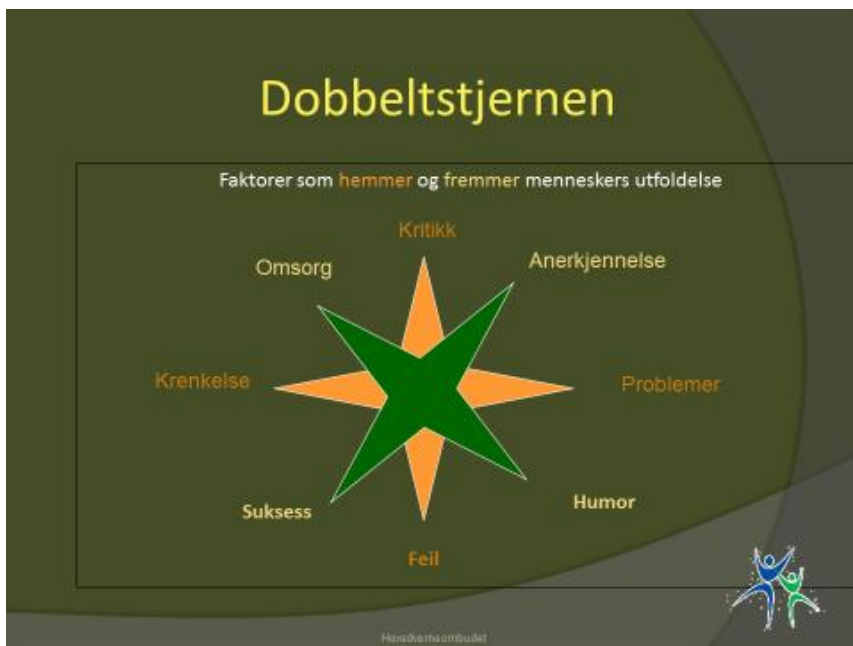 Dobbeltstjernen
Faktorer som hemmer og fremmer menneskers utfoldelse
Kritikk
Omsorg
Anerkjennelse
Krenkelse
Problemer
Suksess
Humor
Feil